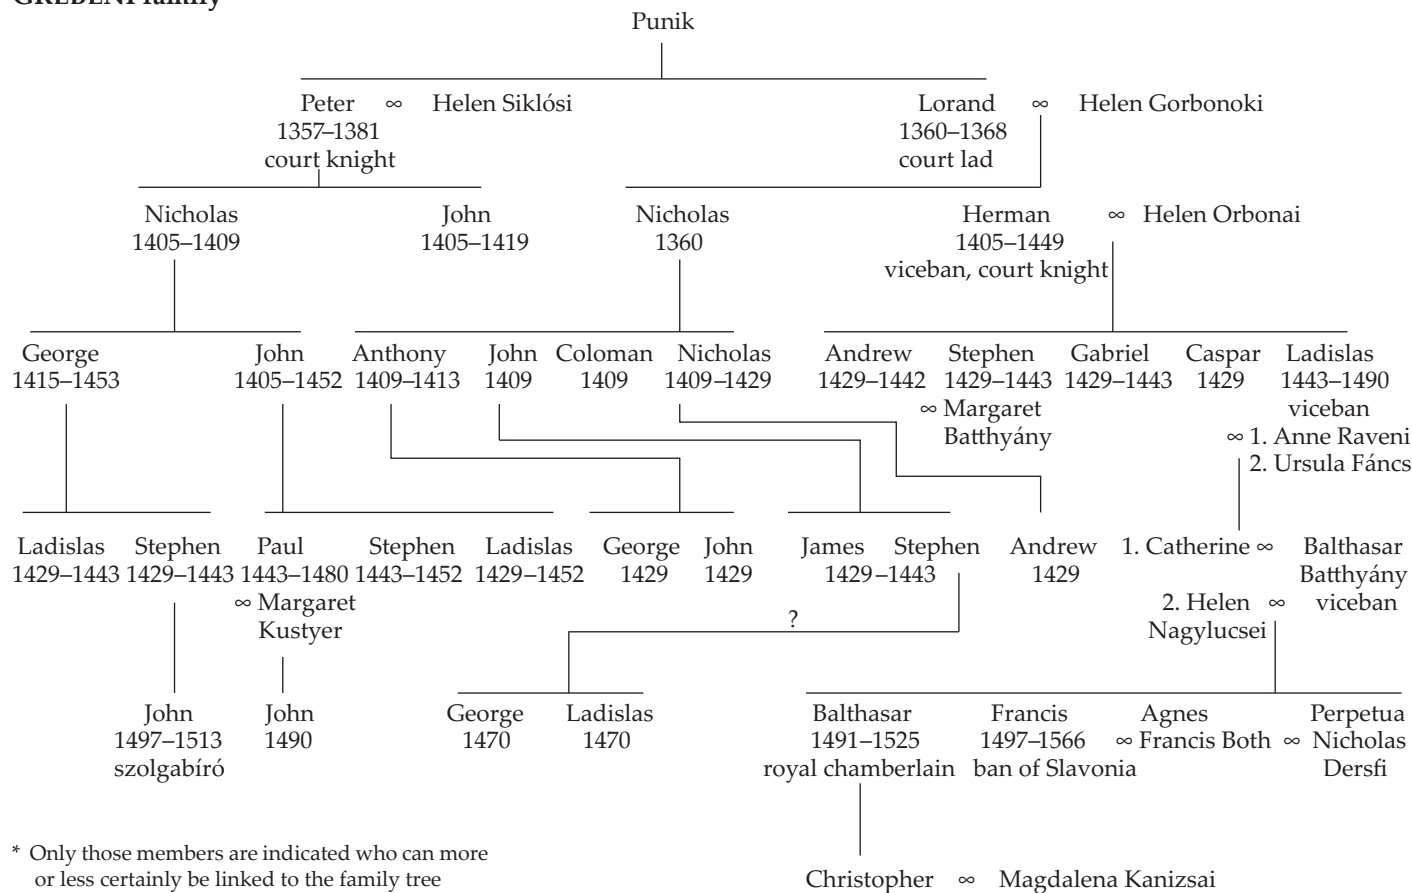 Punik
Peter ∞ Helen Siklósi Lorand ∞ Helen Gorbonoki
1357–1381 1360–1368
court knight court lad
Nicholas John Nicholas Herman ∞ Helen Orbonai
1405–1409 1405–1419 1360 1405–1449
viceban, court knight
George John Anthony John Coloman Nicholas Andrew Stephen Gabriel Caspar Ladislas
1415–1453 1405–1452 1409–1413 1409 1409 1409–1429 1429–1442 1429–1443 1429–1443 1429 1443–1490
∞ Margaret viceban
Batthyány ∞ 1. Anne Raveni
2. Ursula Fáncs
Ladislas Stephen Paul Stephen Ladislas George John James Stephen Andrew 1. Catherine ∞ Balthasar
1429–1443 1429–1443 1443–1480 1443–1452 1429–1452 1429 1429 1429–1443 1429 Batthyány
∞ Margaret 2. Helen ∞ viceban
Kustyer ? Nagylucsei
John John George Ladislas Balthasar Francis Agnes Perpetua
1497–1513 1490 1470 1470 1491–1525 1497–1566 ∞ Francis Both ∞ Nicholas
szolgabíró royal chamberlain ban of Slavonia Dersfi
* Only those members are indicated who can more
or less certainly be linked to the family tree
Christopher ∞ Magdalena Kanizsai